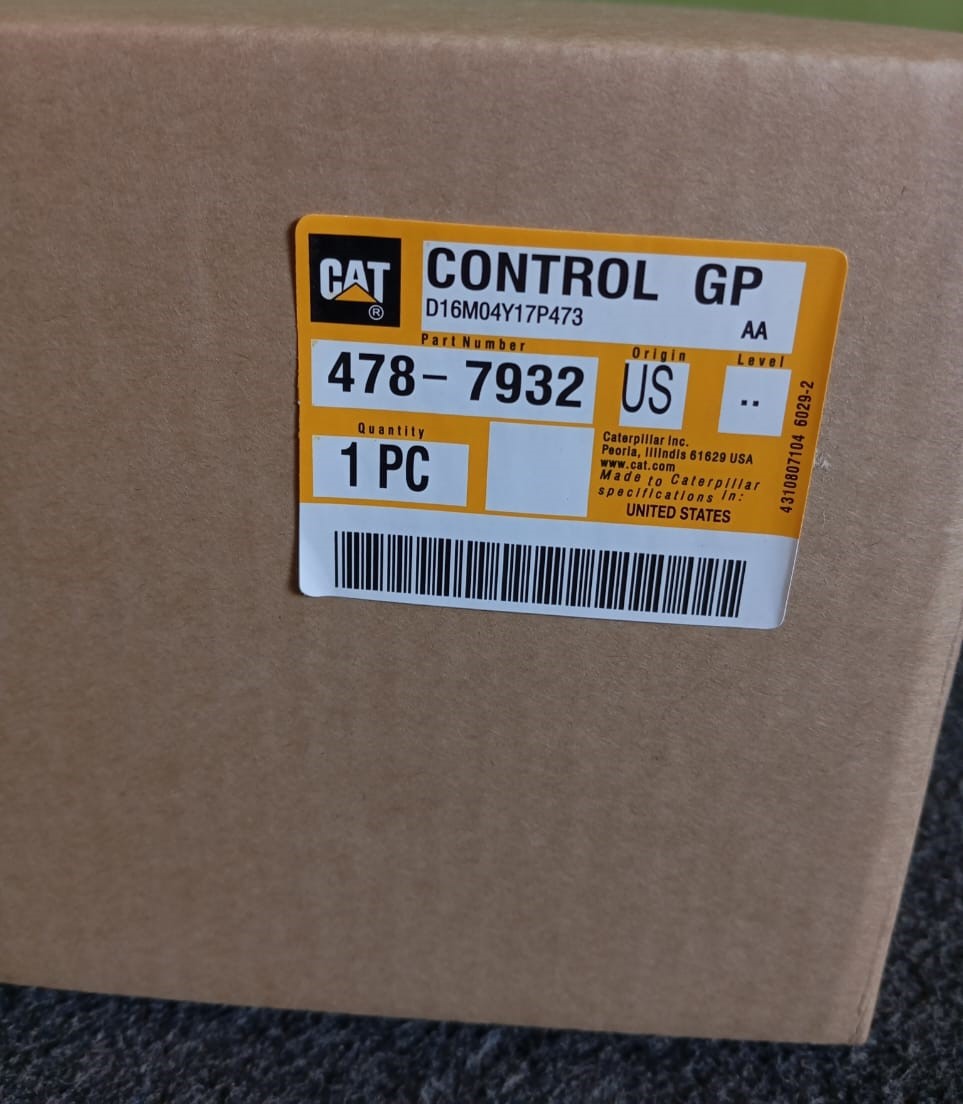 CAT
®
CONTROL GP
D16M04Y17P473
AA
Part Number
478- 7932
Origin
US
Level
..
Quantity
1 PC
Caterpillar Inc.
Peoria, Illindis 61629 USA
www.cat.com
Made to Caterpillar
specifications in:
UNITED STATES
4310807104 6029-2